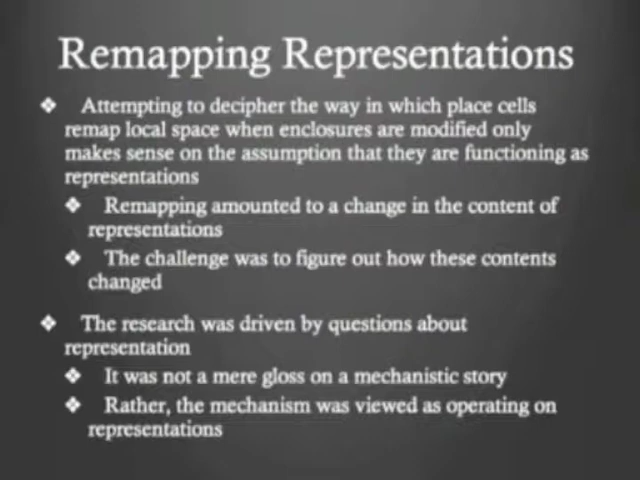 Remapping Representations
❖ Attempting to decipher the way in which place cells
remap local space when enclosures are modified only
makes sense on the assumption that they are functioning as
representations
❖ Remapping amounted to a change in the content of
representations
❖ The challenge was to figure out how these contents
changed
❖ The research was driven by questions about
representation
❖ It was not a mere gloss on a mechanistic story
❖ Rather, the mechanism was viewed as operating on
representations